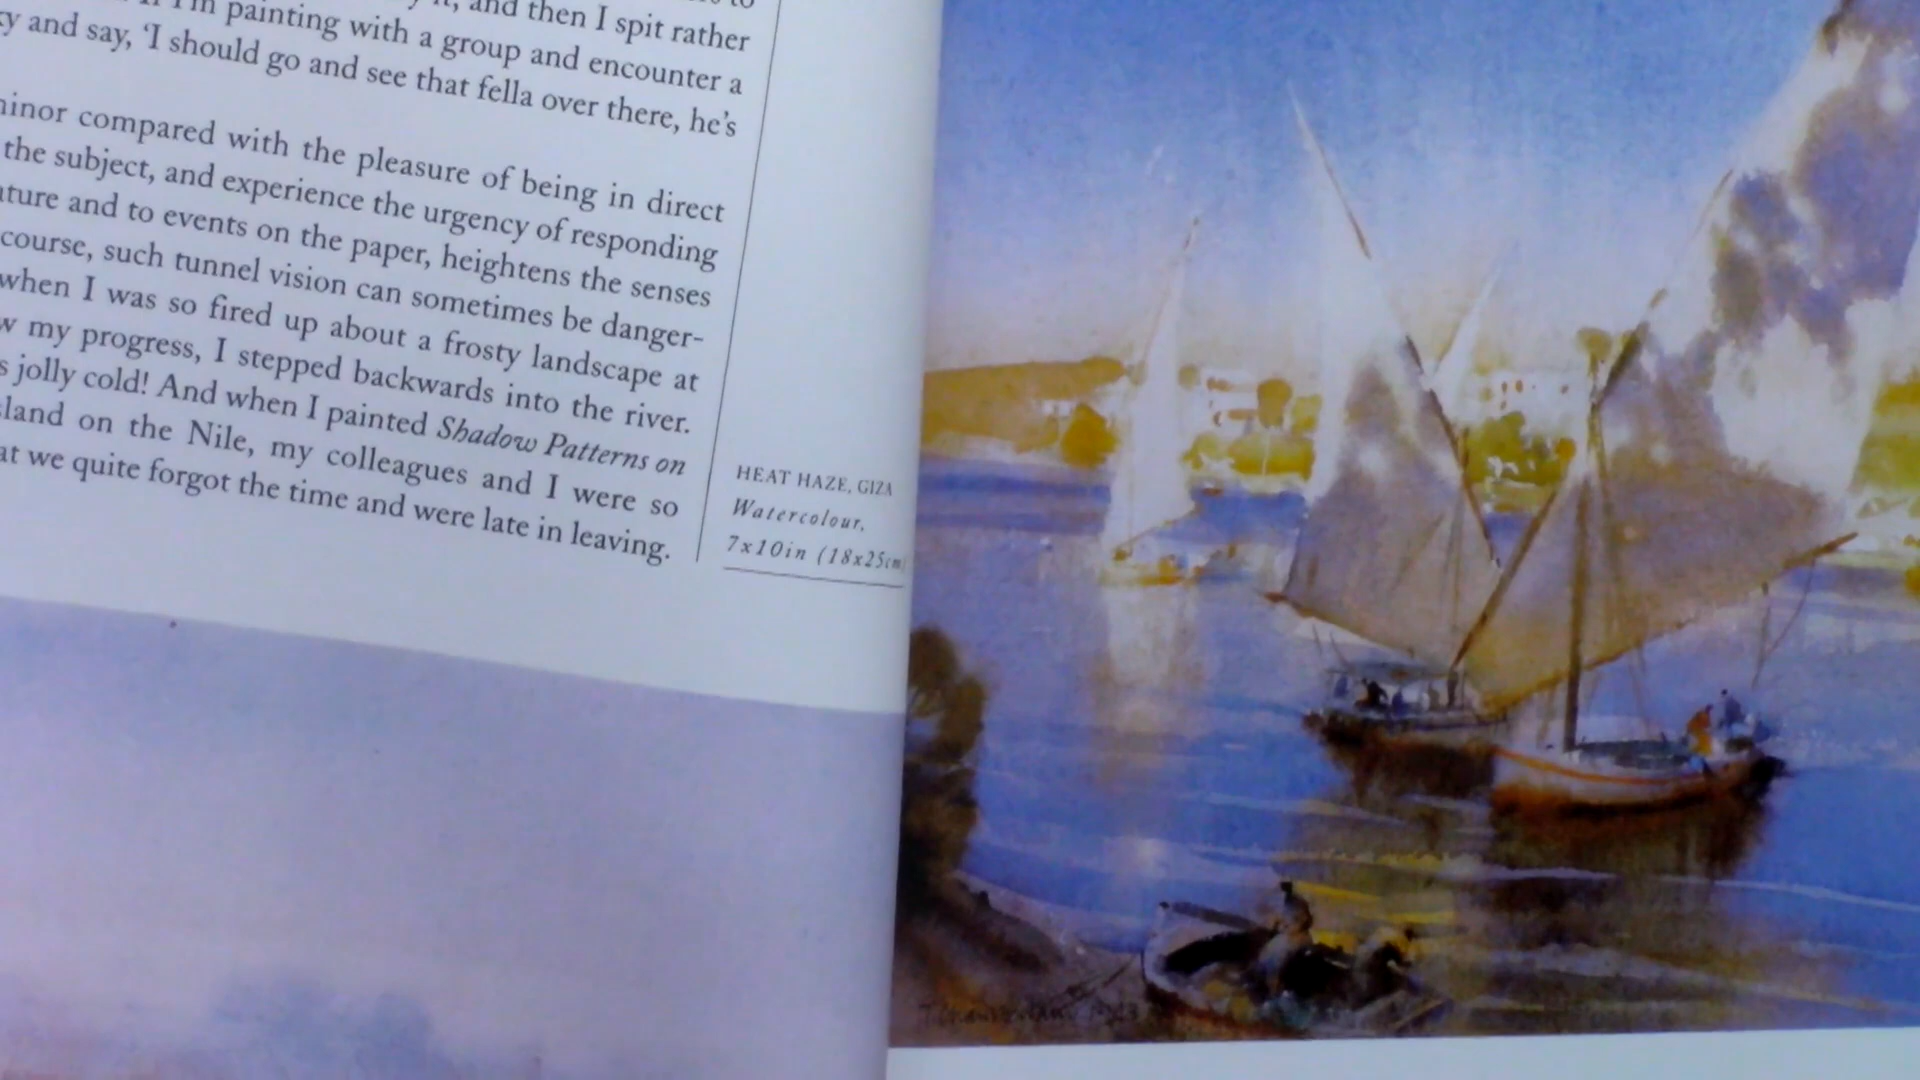 and then I spit rather
I'm painting with a group and encounter a
and say, 'I should go and see that fella over there, he's
minor compared with the pleasure of being in direct
the subject, and experience the urgency of responding
and to events on the paper, heightens the senses
course, such tunnel vision can sometimes be danger-
when I was so fired up about a frosty landscape at
my progress, I stepped backwards into the river.
jolly cold! And when I painted Shadow Patterns on
on the Nile, my colleagues and I were so
we quite forgot the time and were late in leaving.
HEAT HAZE, GIZA
Watercolour,
7x10in (18x25cm